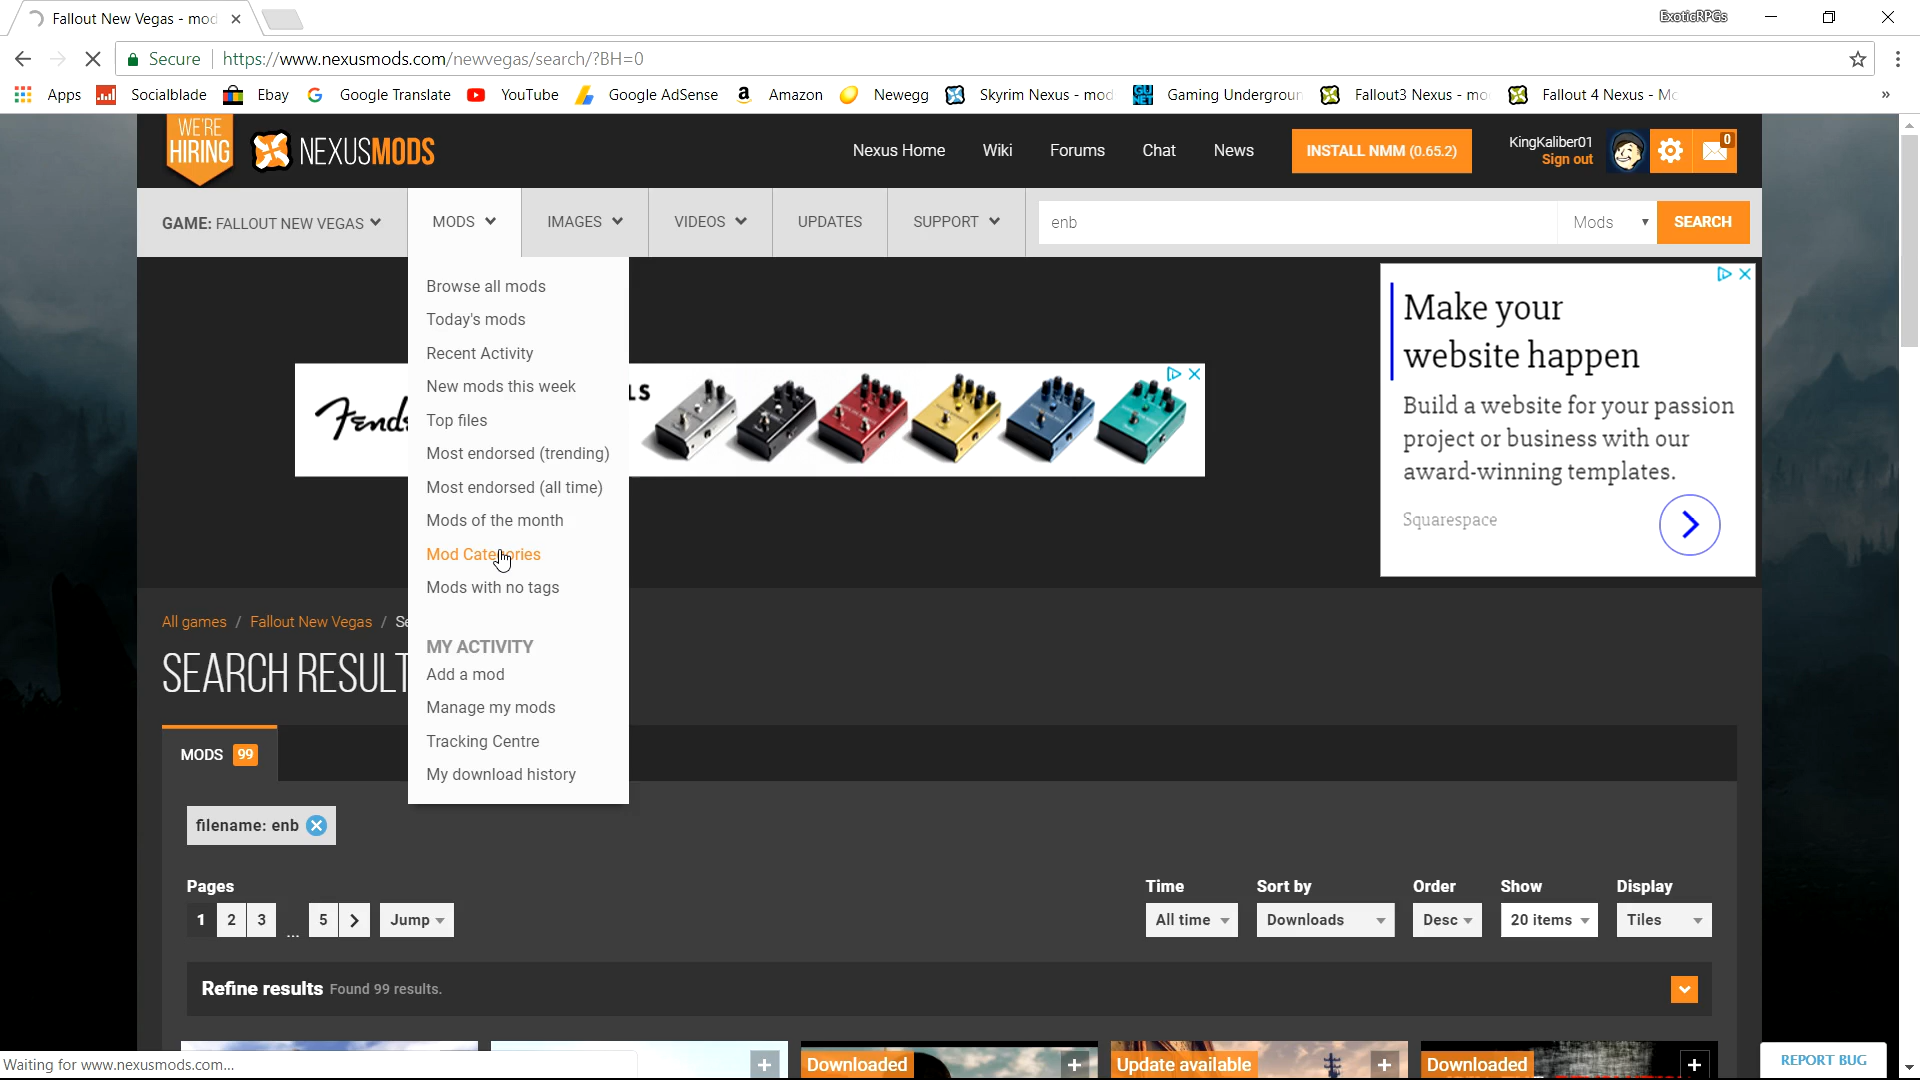 Fallout New Vegas - mod
ExoticRPGs
Secure
https://www.nexusmods.com/newvegas/search/?BH=0
Apps Socialblade Ebay Google Translate YouTube Google AdSense Amazon Newegg Skyrim Nexus - mod Gaming Undergroun Fallout3 Nexus - mo Fallout 4 Nexus - Mo »
WE'RE
HIRING
NEXUSMODS
Nexus Home Wiki Forums Chat News INSTALL NMM (0.65.2)
KingKaliber01
Sign out
0
GAME: FALLOUT NEW VEGAS MODS IMAGES VIDEOS UPDATES SUPPORT enb Mods SEARCH
Browse all mods
Today's mods
Recent Activity
New mods this week
Top files
Most endorsed (trending)
Most endorsed (all time)
Mods of the month
Mod Categories
Mods with no tags
MY ACTIVITY
Add a mod
Manage my mods
Tracking Centre
My download history
Fende
LS
Make your
website happen
Build a website for your passion
project or business with our
award-winning templates.
Squarespace
All games / Fallout New Vegas / Se
SEARCH RESULT
MODS 99
filename: enb
Pages
1 2 3 ... 5 > Jump
Time Sort by Order Show Display
All time Downloads Desc 20 items Tiles
Refine results Found 99 results.
Downloaded
Update available
Downloaded
Waiting for www.nexusmods.com...
REPORT BUG